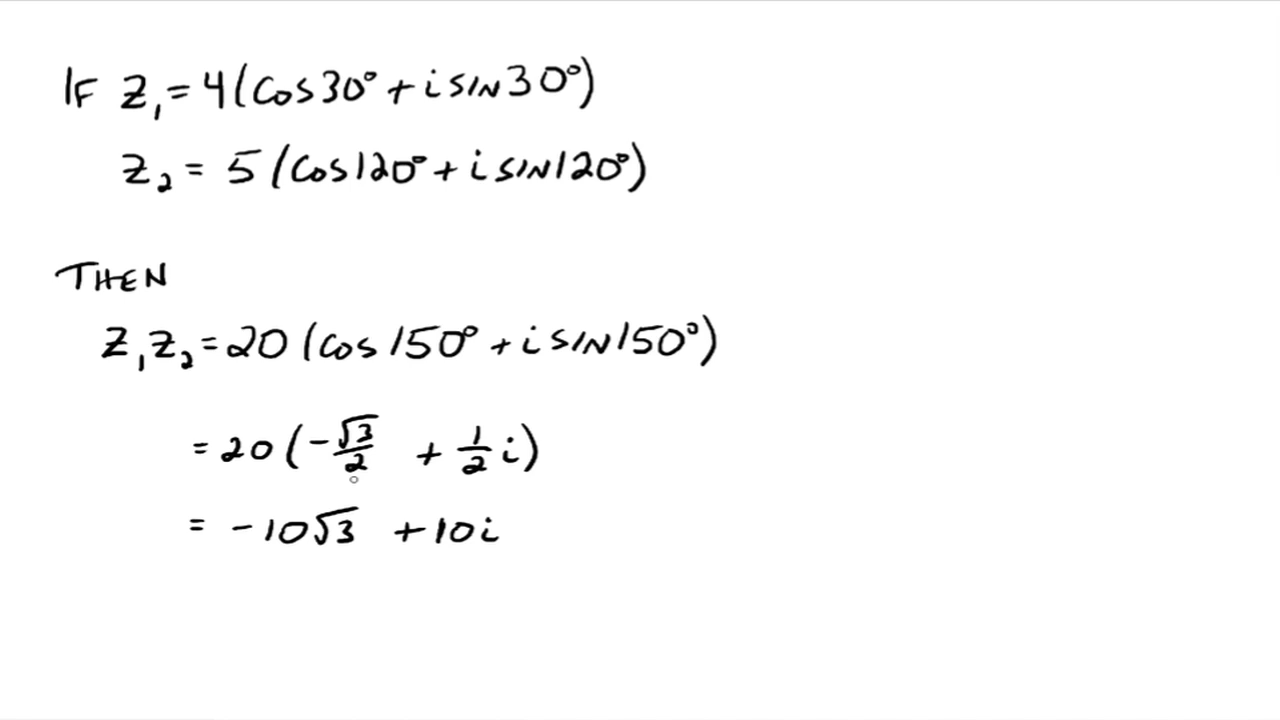 IF Z₁ = 4(cos30° + i sin30°)
Z₂ = 5(cos120° + i sin120°)
THEN
Z₁Z₂ = 20(cos150° + i sin150°)
= 20(-√3/2 + 1/2 i)
= -10√3 + 10i